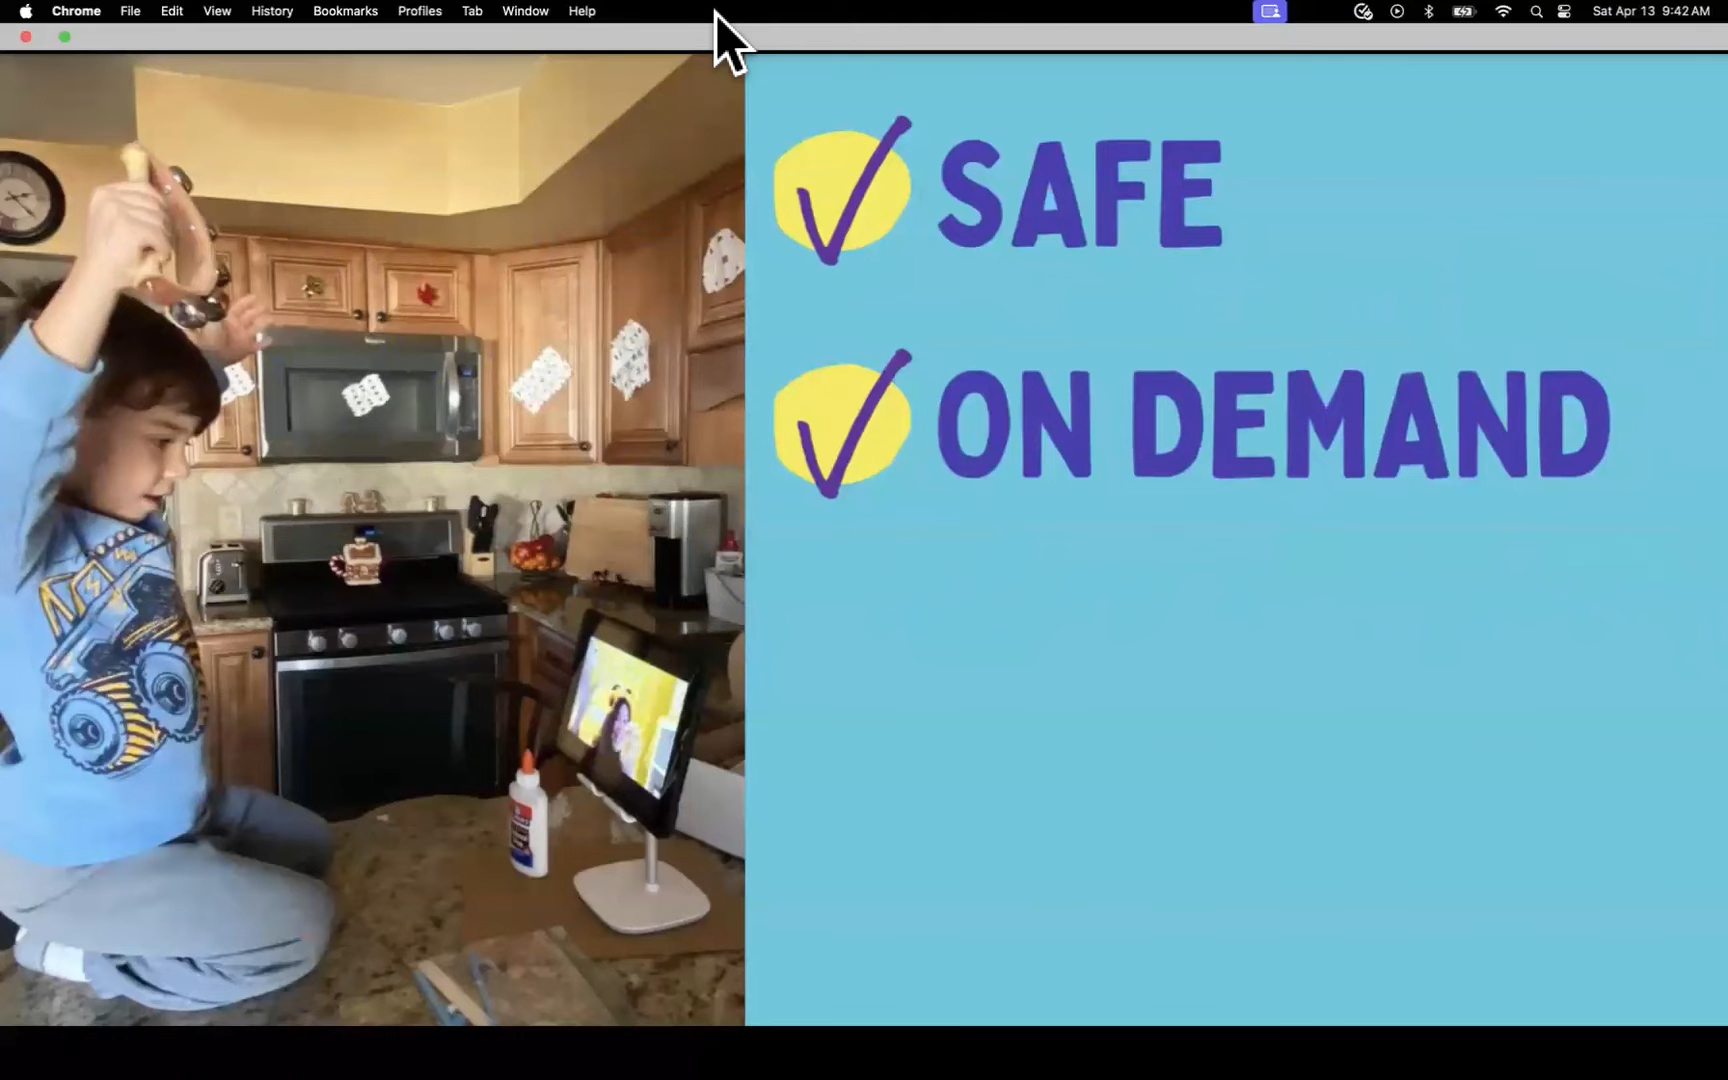 Chrome File Edit View History Bookmarks Profiles Tab Window Help Sat Apr 13 9:42 AM
SAFE
ON DEMAND